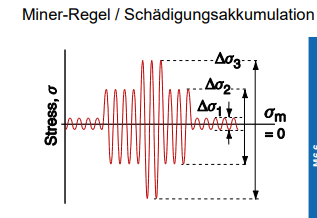 Miner-Regel / Schädigungsakkumulation
Stress, σ
Δσ3
Δσ2
Δσ1
σm
= 0